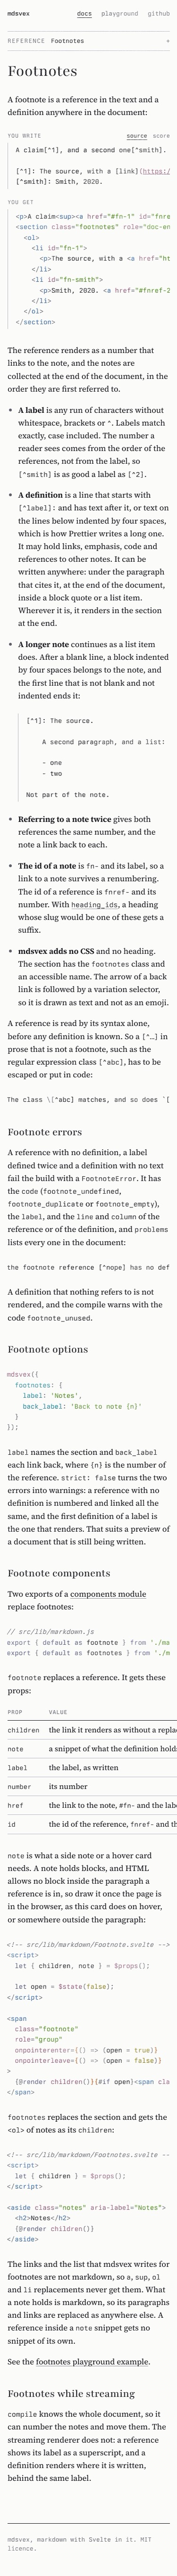 mdsvex docs playground github
REFERENCE Footnotes +
Footnotes
A footnote is a reference in the text and a
definition anywhere in the document:
YOU WRITE source score
A claim[^1], and a second one[^smith].
[^1]: The source, with a [link](https:/
[^smith]: Smith, 2020.
YOU GET
<p>A claim<sup><a href="#fn-1" id="fnre
<section class="footnotes" role="doc-en
<ol>
<li id="fn-1">
<p>The source, with a <a href="ht
</li>
<li id="fn-smith">
<p>Smith, 2020. <a href="#fnref-2
</li>
</ol>
</section>
The reference renders as a number that
links to the note, and the notes are
collected at the end of the document, in the
order they are first referred to.
• A label is any run of characters without
whitespace, brackets or ^. Labels match
exactly, case included. The number a
reader sees comes from the order of the
references, not from the label, so
[^smith] is as good a label as [^2].
• A definition is a line that starts with
[^label]: and has text after it, or text on
the lines below indented by four spaces,
which is how Prettier writes a long one.
It may hold links, emphasis, code and
references to other notes. It can be
written anywhere: under the paragraph
that cites it, at the end of the document,
inside a block quote or a list item.
Wherever it is, it renders in the section
at the end.
• A longer note continues as a list item
does. After a blank line, a block indented
by four spaces belongs to the note, and
the first line that is not blank and not
indented ends it:
[^1]: The source.
A second paragraph, and a list:
- one
- two
Not part of the note.
• Referring to a note twice gives both
references the same number, and the
note a link back to each.
• The id of a note is fn- and its label, so a
link to a note survives a renumbering.
The id of a reference is fnref- and its
number. With heading_ids, a heading
whose slug would be one of these gets a
suffix.
• mdsvex adds no CSS and no heading.
The section has the footnotes class and
an accessible name. The arrow of a back
link is followed by a variation selector,
so it is drawn as text and not as an emoji.
A reference is read by its syntax alone,
before any definition is known. So a [^…] in
prose that is not a footnote, such as the
regular expression class [^abc], has to be
escaped or put in code:
The class \[^abc] matches, and so does `[
Footnote errors
A reference with no definition, a label
defined twice and a definition with no text
fail the build with a FootnoteError. It has
the code (footnote_undefined,
footnote_duplicate or footnote_empty),
the label, and the line and column of the
reference or of the definition, and problems
lists every one in the document:
the footnote reference [^nope] has no def
A definition that nothing refers to is not
rendered, and the compile warns with the
code footnote_unused.
Footnote options
mdsvex({
footnotes: {
label: 'Notes',
back_label: 'Back to note {n}'
}
});
label names the section and back_label
each link back, where {n} is the number of
the reference. strict: false turns the two
errors into warnings: a reference with no
definition is numbered and linked all the
same, and the first definition of a label is
the one that renders. That suits a preview of
a document that is still being written.
Footnote components
Two exports of a components module
replace footnotes:
// src/lib/markdown.js
export { default as footnote } from './ma
export { default as footnotes } from './m
footnote replaces a reference. It gets these
props:
PROP VALUE
children the link it renders as without a replac
note a snippet of what the definition holds
label the label, as written
number its number
href the link to the note, #fn- and the labe
id the id of the reference, fnref- and th
note is what a side note or a hover card
needs. A note holds blocks, and HTML
allows no block inside the paragraph a
reference is in, so draw it once the page is
in the browser, as this card does on hover,
or somewhere outside the paragraph:
<!-- src/lib/markdown/Footnote.svelte -->
<script>
let { children, note } = $props();
let open = $state(false);
</script>
<span
class="footnote"
role="group"
onpointerenter={() => (open = true)}
onpointerleave={() => (open = false)}
>
{@render children()}{#if open}<span cla
</span>
footnotes replaces the section and gets the
ol of notes as its children:
<!-- src/lib/markdown/Footnotes.svelte --
<script>
let { children } = $props();
</script>
<aside class="notes" aria-label="Notes">
<h2>Notes</h2>
{@render children()}
</aside>
The links and the list that mdsvex writes for
footnotes are not markdown, so a, sup, ol
and li replacements never get them. What
a note holds is markdown, so its paragraphs
and links are replaced as anywhere else. A
reference inside a note snippet gets no
snippet of its own.
See the footnotes playground example.
Footnotes while streaming
compile knows the whole document, so it
can number the notes and move them. The
streaming renderer does not: a reference
shows its label as a superscript, and a
definition renders where it is written,
behind the same label.
mdsvex, markdown with Svelte in it. MIT
licence.